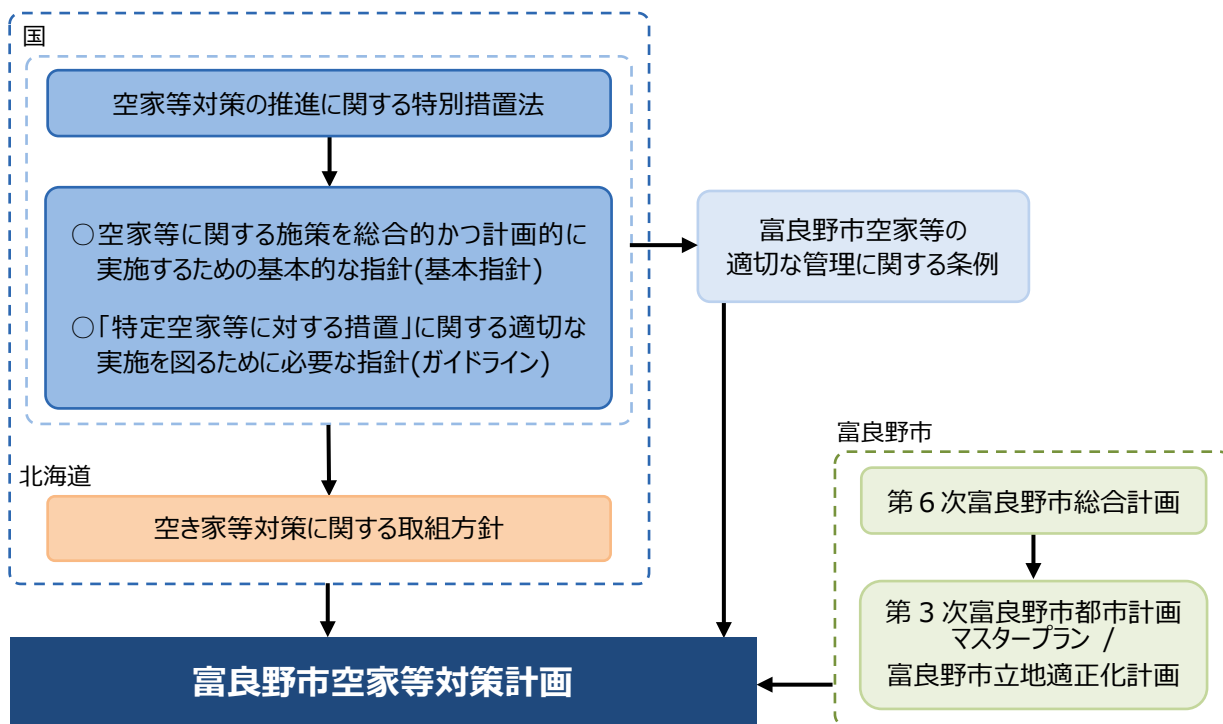 国
空家等対策の推進に関する特別措置法
○空家等に関する施策を総合的かつ計画的に
実施するための基本的な指針(基本指針)
○「特定空家等に対する措置」に関する適切な
実施を図るために必要な指針(ガイドライン)
富良野市空家等の
適切な管理に関する条例
北海道
空き家等対策に関する取組方針
富良野市
第6次富良野市総合計画
第3次富良野市都市計画
マスタープラン /
富良野市立地適正化計画
富良野市空家等対策計画